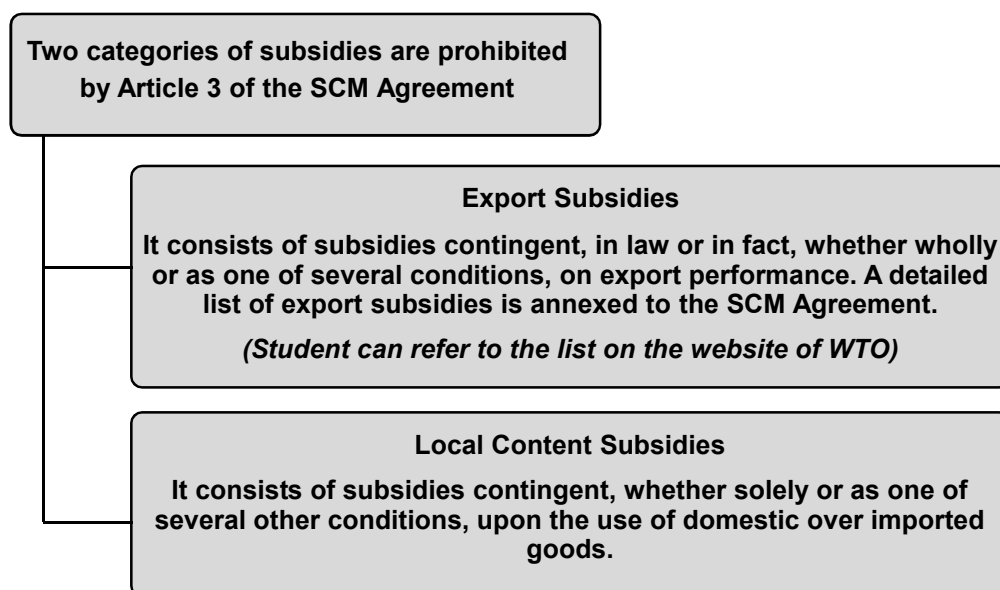 Two categories of subsidies are prohibited
by Article 3 of the SCM Agreement
Export Subsidies
It consists of subsidies contingent, in law or in fact, whether wholly
or as one of several conditions, on export performance. A detailed
list of export subsidies is annexed to the SCM Agreement.
(Student can refer to the list on the website of WTO)
Local Content Subsidies
It consists of subsidies contingent, whether solely or as one of
several other conditions, upon the use of domestic over imported
goods.